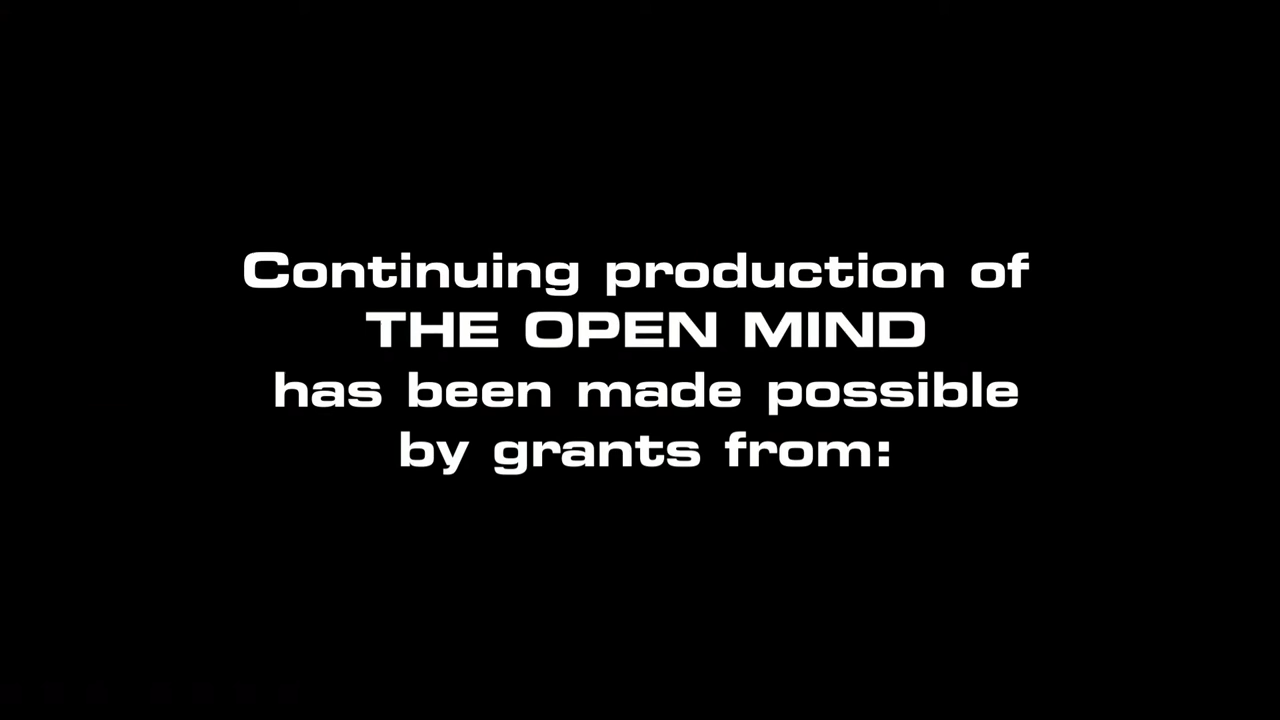 Continuing production of
THE OPEN MIND
has been made possible
by grants from: